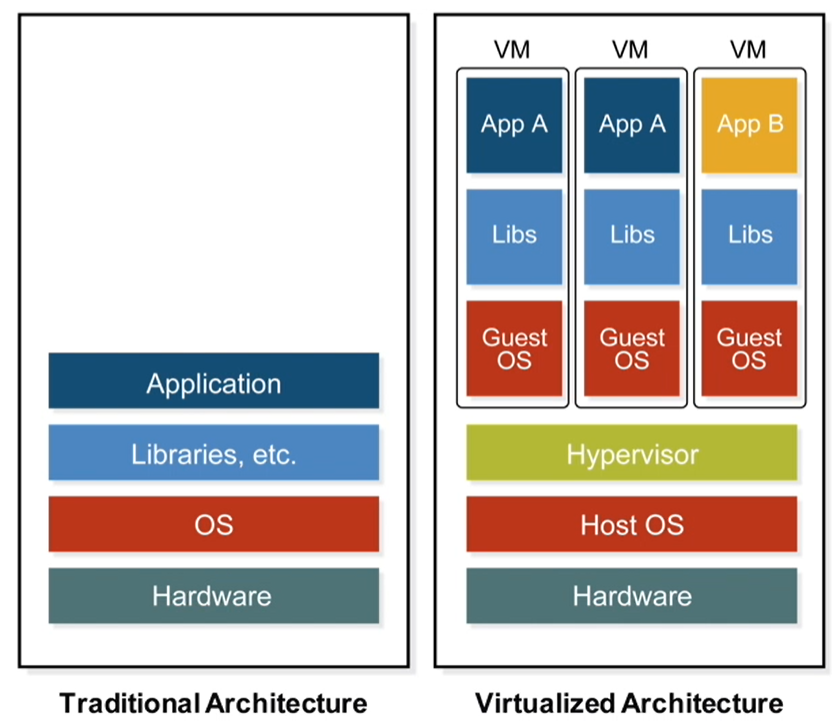 Application
Libraries, etc.
OS
Hardware
Traditional Architecture
VM
VM
VM
App A
App A
App B
Libs
Libs
Libs
Guest
OS
Guest
OS
Guest
OS
Hypervisor
Host OS
Hardware
Virtualized Architecture